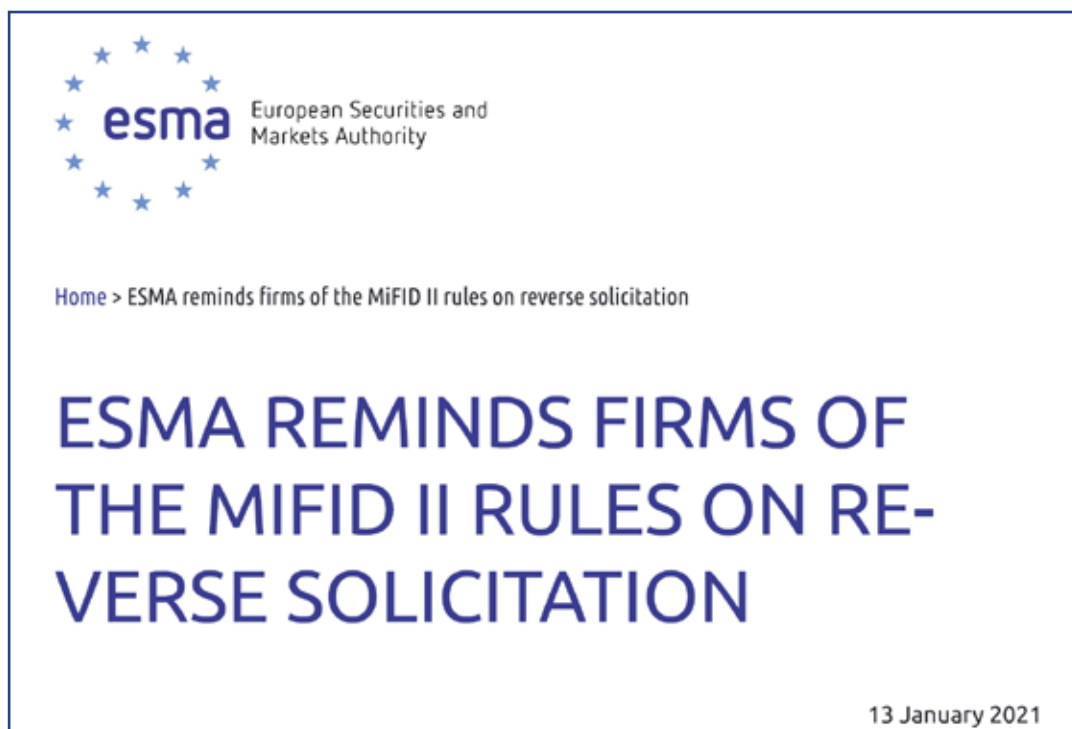 esma
European Securities and
Markets Authority
Home > ESMA reminds firms of the MiFID II rules on reverse solicitation
ESMA REMINDS FIRMS OF
THE MIFID II RULES ON RE-
VERSE SOLICITATION
13 January 2021